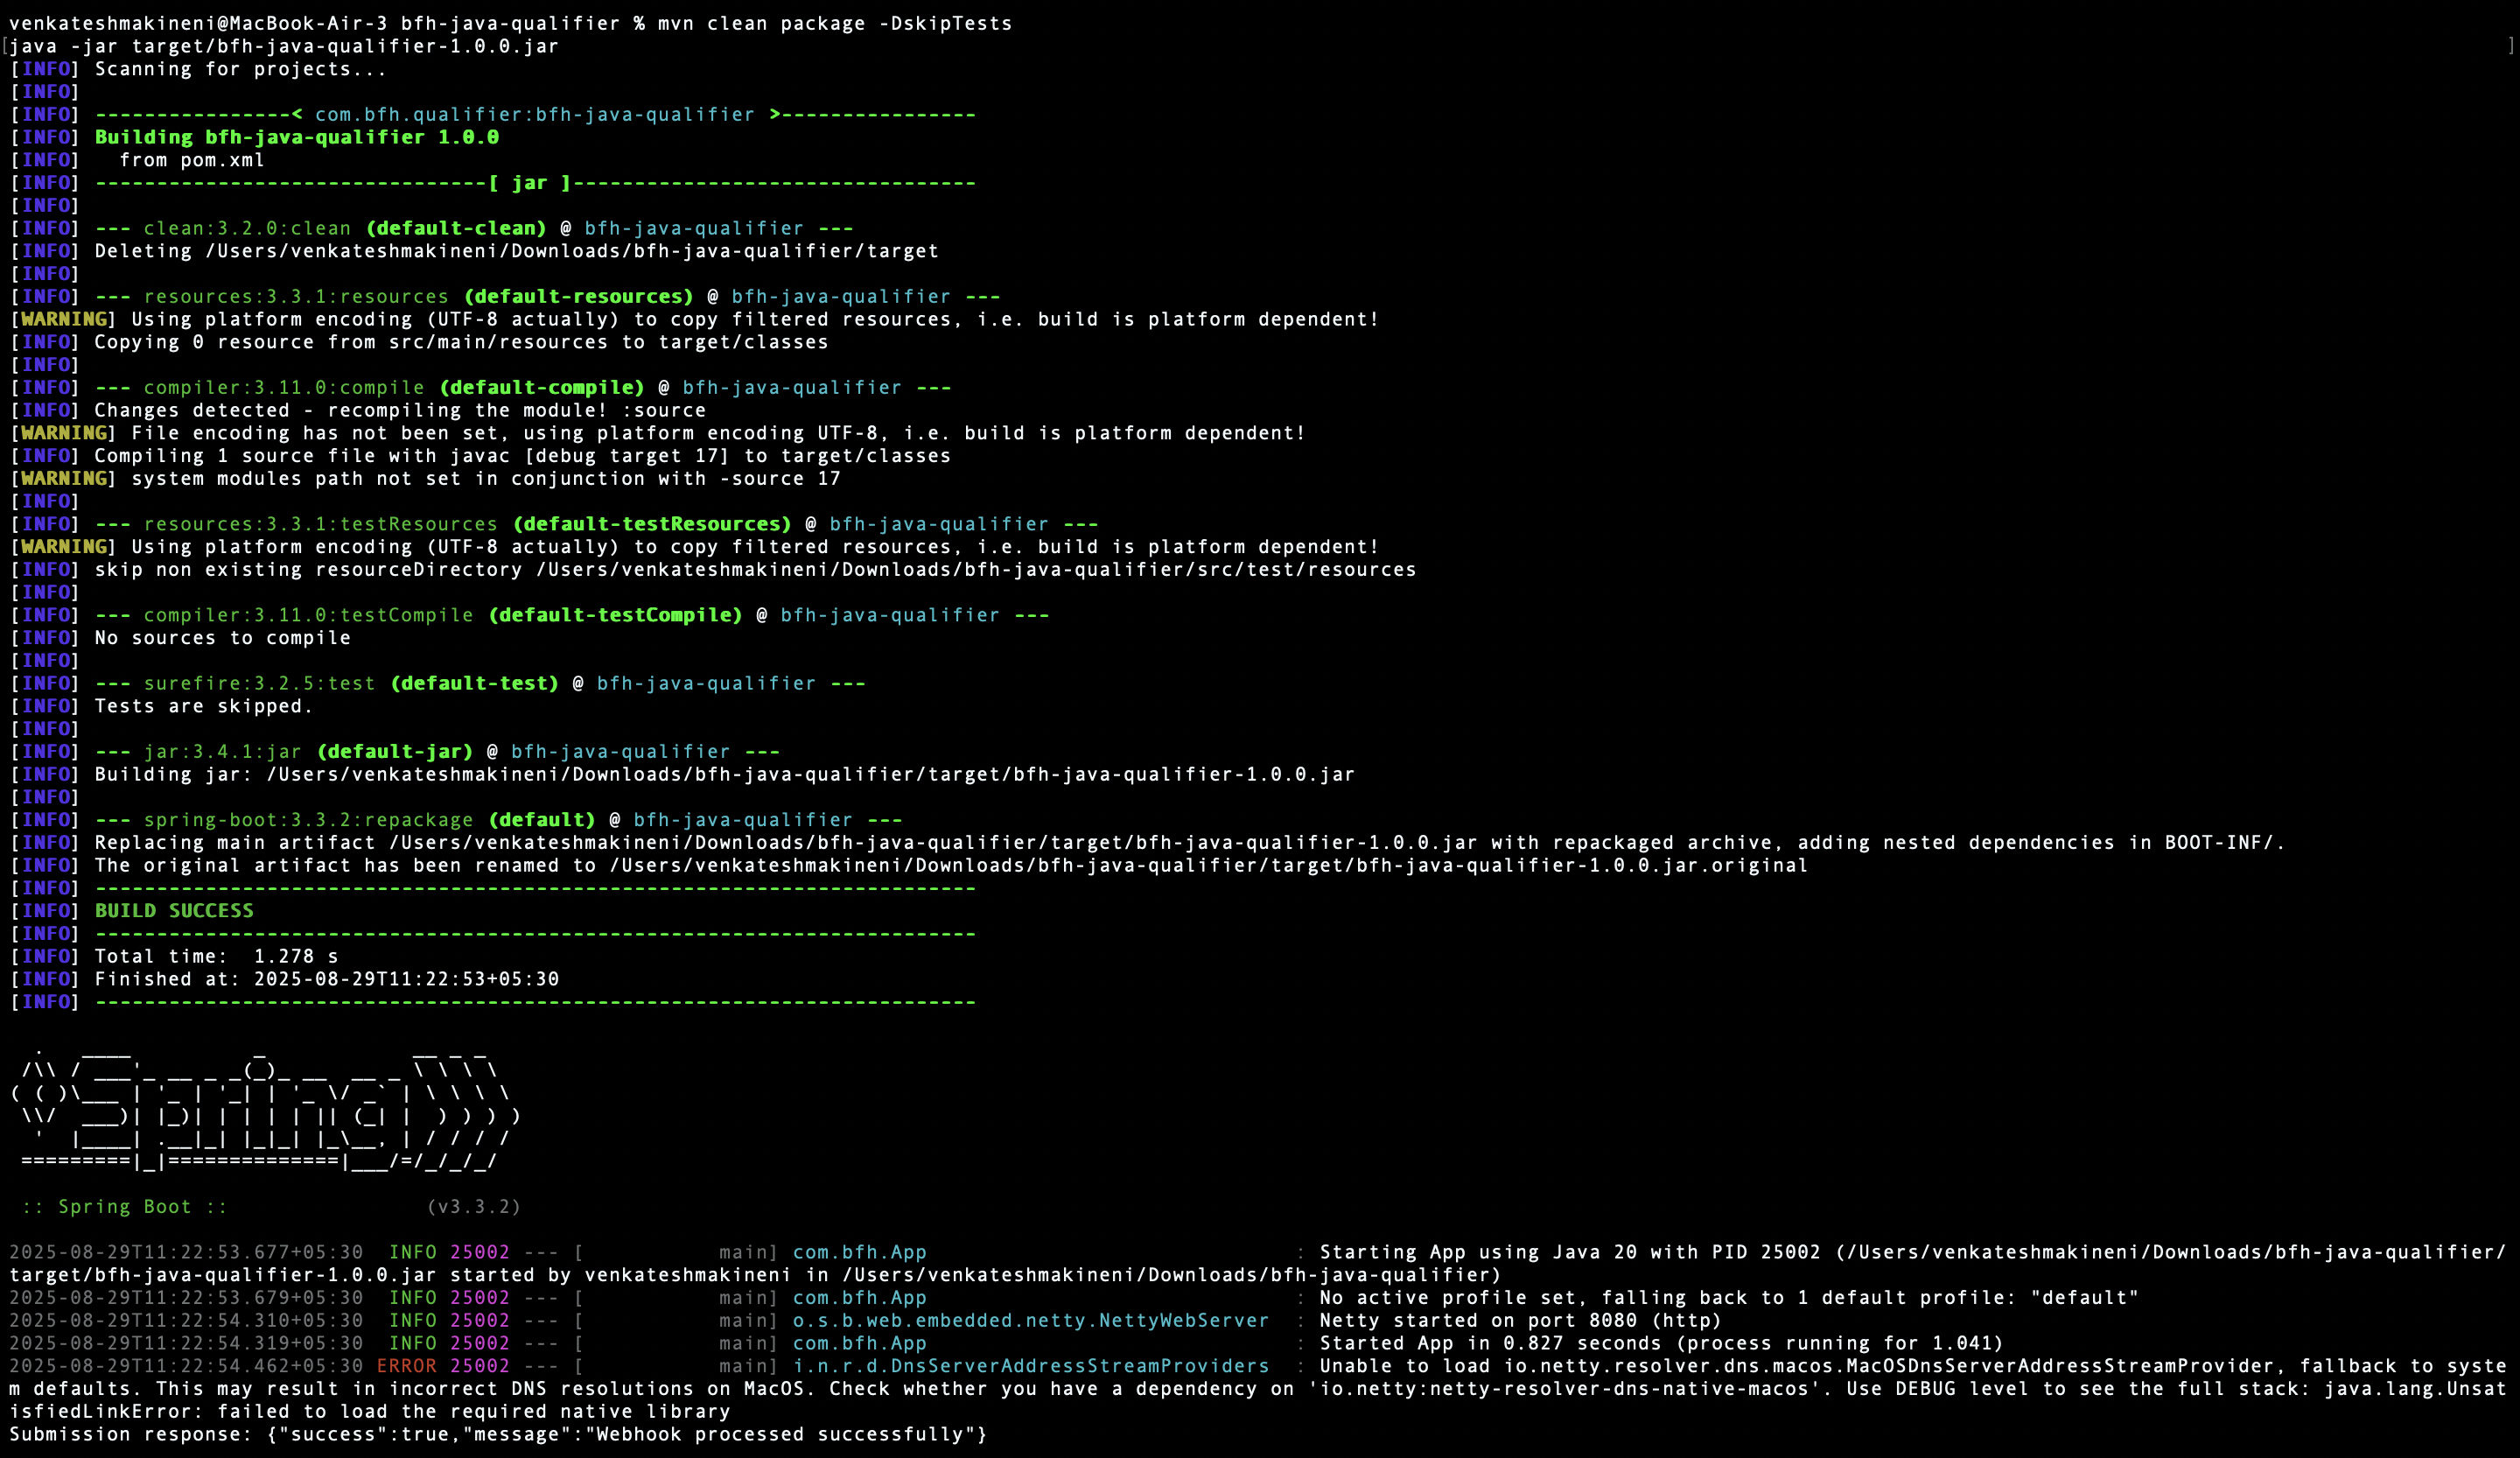 venkateshmakineni@MacBook-Air-3 bfh-java-qualifier % mvn clean package -DskipTests
[java -jar target/bfh-java-qualifier-1.0.0.jar ]
[INFO] Scanning for projects...
[INFO]
[INFO] ----------------< com.bfh.qualifier:bfh-java-qualifier >----------------
[INFO] Building bfh-java-qualifier 1.0.0
[INFO]   from pom.xml
[INFO] --------------------------------[ jar ]---------------------------------
[INFO]
[INFO] --- clean:3.2.0:clean (default-clean) @ bfh-java-qualifier ---
[INFO] Deleting /Users/venkateshmakineni/Downloads/bfh-java-qualifier/target
[INFO]
[INFO] --- resources:3.3.1:resources (default-resources) @ bfh-java-qualifier ---
[WARNING] Using platform encoding (UTF-8 actually) to copy filtered resources, i.e. build is platform dependent!
[INFO] Copying 0 resource from src/main/resources to target/classes
[INFO]
[INFO] --- compiler:3.11.0:compile (default-compile) @ bfh-java-qualifier ---
[INFO] Changes detected - recompiling the module! :source
[WARNING] File encoding has not been set, using platform encoding UTF-8, i.e. build is platform dependent!
[INFO] Compiling 1 source file with javac [debug target 17] to target/classes
[WARNING] system modules path not set in conjunction with -source 17
[INFO]
[INFO] --- resources:3.3.1:testResources (default-testResources) @ bfh-java-qualifier ---
[WARNING] Using platform encoding (UTF-8 actually) to copy filtered resources, i.e. build is platform dependent!
[INFO] skip non existing resourceDirectory /Users/venkateshmakineni/Downloads/bfh-java-qualifier/src/test/resources
[INFO]
[INFO] --- compiler:3.11.0:testCompile (default-testCompile) @ bfh-java-qualifier ---
[INFO] No sources to compile
[INFO]
[INFO] --- surefire:3.2.5:test (default-test) @ bfh-java-qualifier ---
[INFO] Tests are skipped.
[INFO]
[INFO] --- jar:3.4.1:jar (default-jar) @ bfh-java-qualifier ---
[INFO] Building jar: /Users/venkateshmakineni/Downloads/bfh-java-qualifier/target/bfh-java-qualifier-1.0.0.jar
[INFO]
[INFO] --- spring-boot:3.3.2:repackage (default) @ bfh-java-qualifier ---
[INFO] Replacing main artifact /Users/venkateshmakineni/Downloads/bfh-java-qualifier/target/bfh-java-qualifier-1.0.0.jar with repackaged archive, adding nested dependencies in BOOT-INF/.
[INFO] The original artifact has been renamed to /Users/venkateshmakineni/Downloads/bfh-java-qualifier/target/bfh-java-qualifier-1.0.0.jar.original
[INFO] ------------------------------------------------------------------------
[INFO] BUILD SUCCESS
[INFO] ------------------------------------------------------------------------
[INFO] Total time:  1.278 s
[INFO] Finished at: 2025-08-29T11:22:53+05:30
[INFO] ------------------------------------------------------------------------

  .   ____          _            __ _ _
 /\\ / ___'_ __ _ _(_)_ __  __ _ \ \ \ \
( ( )\___ | '_ | '_| | '_ \/ _` | \ \ \ \
 \\/  ___)| |_)| | | | | || (_| |  ) ) ) )
  '  |____| .__|_| |_|_| |_\__, | / / / /
 =========|_|==============|___/=/_/_/_/

 :: Spring Boot ::                (v3.3.2)

2025-08-29T11:22:53.677+05:30  INFO 25002 --- [           main] com.bfh.App                              : Starting App using Java 20 with PID 25002 (/Users/venkateshmakineni/Downloads/bfh-java-qualifier/
target/bfh-java-qualifier-1.0.0.jar started by venkateshmakineni in /Users/venkateshmakineni/Downloads/bfh-java-qualifier)
2025-08-29T11:22:53.679+05:30  INFO 25002 --- [           main] com.bfh.App                              : No active profile set, falling back to 1 default profile: "default"
2025-08-29T11:22:54.310+05:30  INFO 25002 --- [           main] o.s.b.web.embedded.netty.NettyWebServer  : Netty started on port 8080 (http)
2025-08-29T11:22:54.319+05:30  INFO 25002 --- [           main] com.bfh.App                              : Started App in 0.827 seconds (process running for 1.041)
2025-08-29T11:22:54.462+05:30 ERROR 25002 --- [           main] i.n.r.d.DnsServerAddressStreamProviders  : Unable to load io.netty.resolver.dns.macos.MacOSDnsServerAddressStreamProvider, fallback to syste
m defaults. This may result in incorrect DNS resolutions on MacOS. Check whether you have a dependency on 'io.netty:netty-resolver-dns-native-macos'. Use DEBUG level to see the full stack: java.lang.Unsat
isfiedLinkError: failed to load the required native library
Submission response: {"success":true,"message":"Webhook processed successfully"}